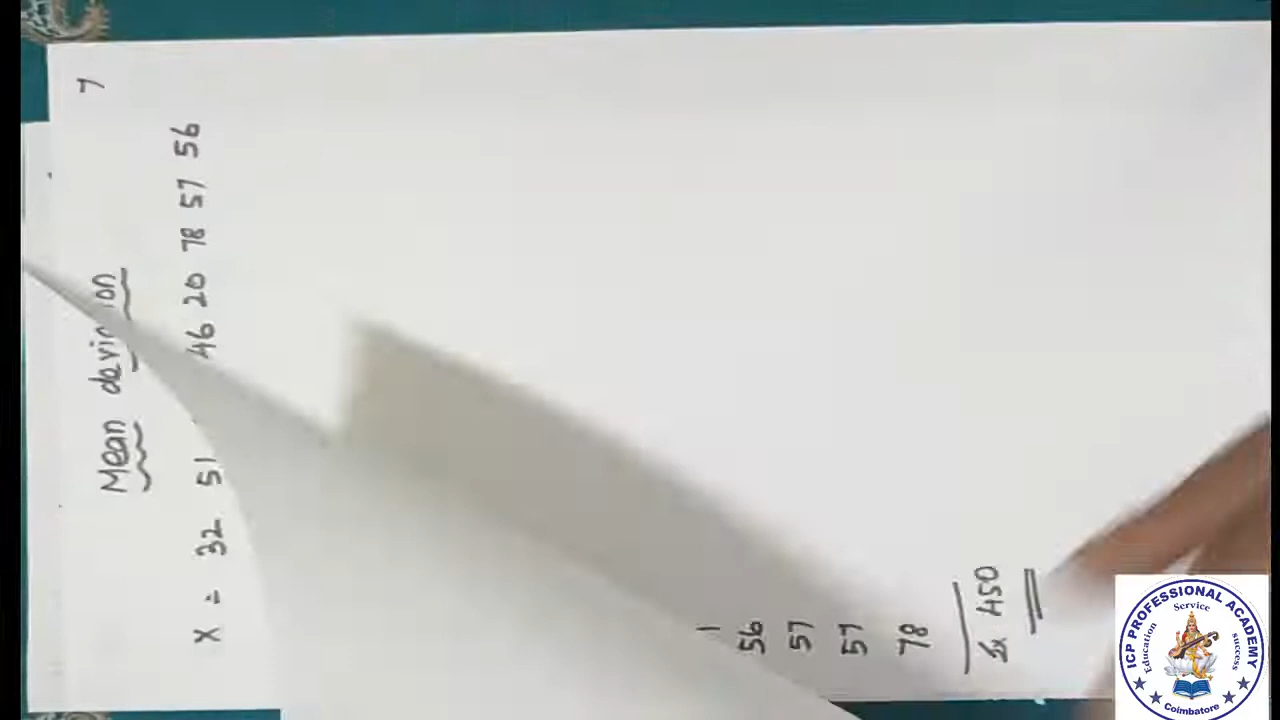 7
Mean deviation
x = 32 51 46 20 78 57 56
56
57
57
78
Σx 450
ICP PROFESSIONAL ACADEMY
Service
Education
success
Coimbatore